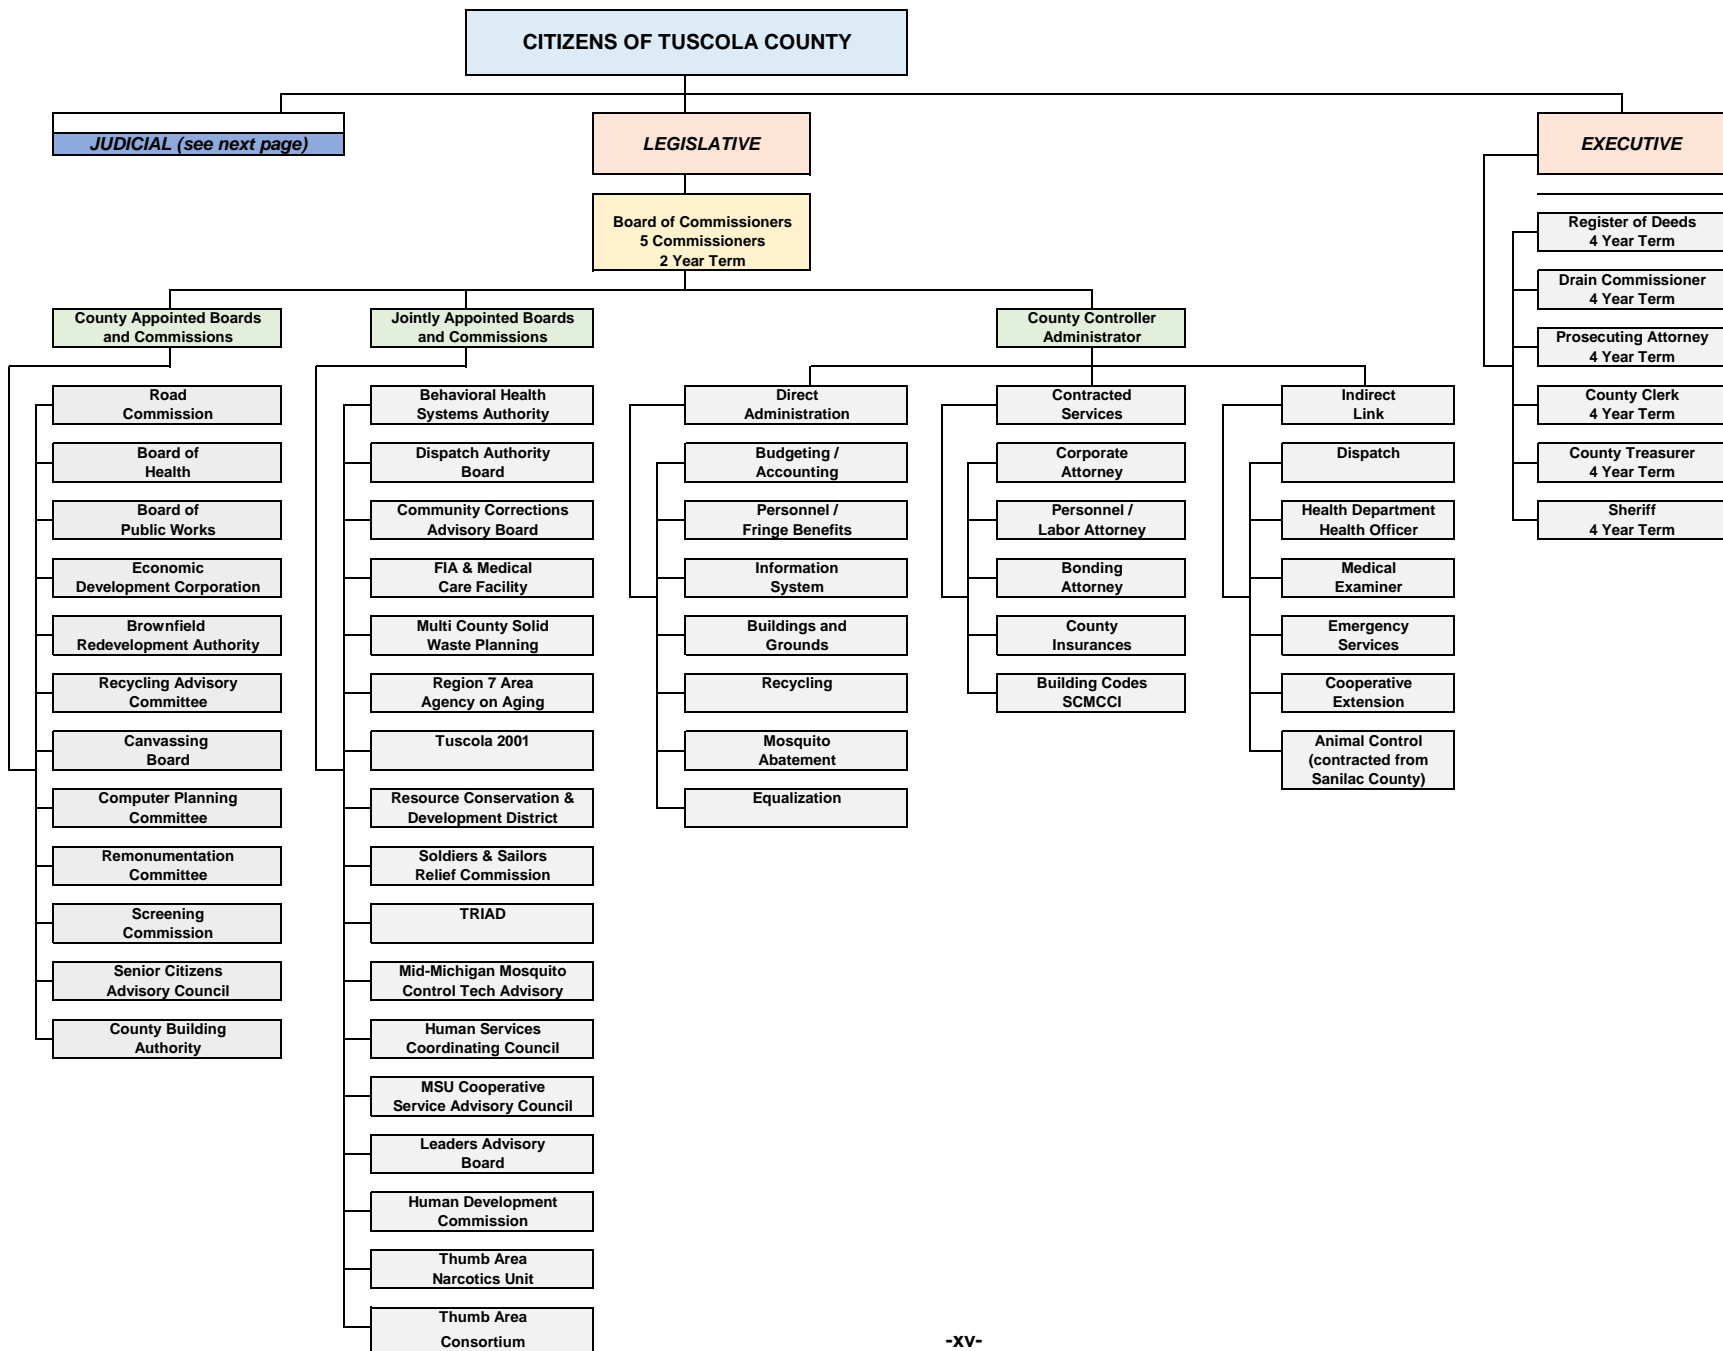 CITIZENS OF TUSCOLA COUNTY
JUDICIAL (see next page)
LEGISLATIVE
EXECUTIVE
Board of Commissioners
5 Commissioners
2 Year Term
County Appointed Boards
and Commissions
Road
Commission
Board of
Health
Board of
Public Works
Economic
Development Corporation
Brownfield
Redevelopment Authority
Recycling Advisory
Committee
Canvassing
Board
Computer Planning
Committee
Remonumentation
Committee
Screening
Commission
Senior Citizens
Advisory Council
County Building
Authority
Jointly Appointed Boards
and Commissions
Behavioral Health
Systems Authority
Dispatch Authority
Board
Community Corrections
Advisory Board
FIA & Medical
Care Facility
Multi County Solid
Waste Planning
Region 7 Area
Agency on Aging
Tuscola 2001
Resource Conservation &
Development District
Soldiers & Sailors
Relief Commission
TRIAD
Mid-Michigan Mosquito
Control Tech Advisory
Human Services
Coordinating Council
MSU Cooperative
Service Advisory Council
Leaders Advisory
Board
Human Development
Commission
Thumb Area
Narcotics Unit
Thumb Area
Consortium
County Controller
Administrator
Direct
Administration
Budgeting /
Accounting
Personnel /
Fringe Benefits
Information
System
Buildings and
Grounds
Recycling
Mosquito
Abatement
Equalization
Contracted
Services
Corporate
Attorney
Personnel /
Labor Attorney
Bonding
Attorney
County
Insurances
Building Codes
SCMCCI
Indirect
Link
Dispatch
Health Department
Health Officer
Medical
Examiner
Emergency
Services
Cooperative
Extension
Animal Control
(contracted from
Sanilac County)
Register of Deeds
4 Year Term
Drain Commissioner
4 Year Term
Prosecuting Attorney
4 Year Term
County Clerk
4 Year Term
County Treasurer
4 Year Term
Sheriff
4 Year Term
-xv-